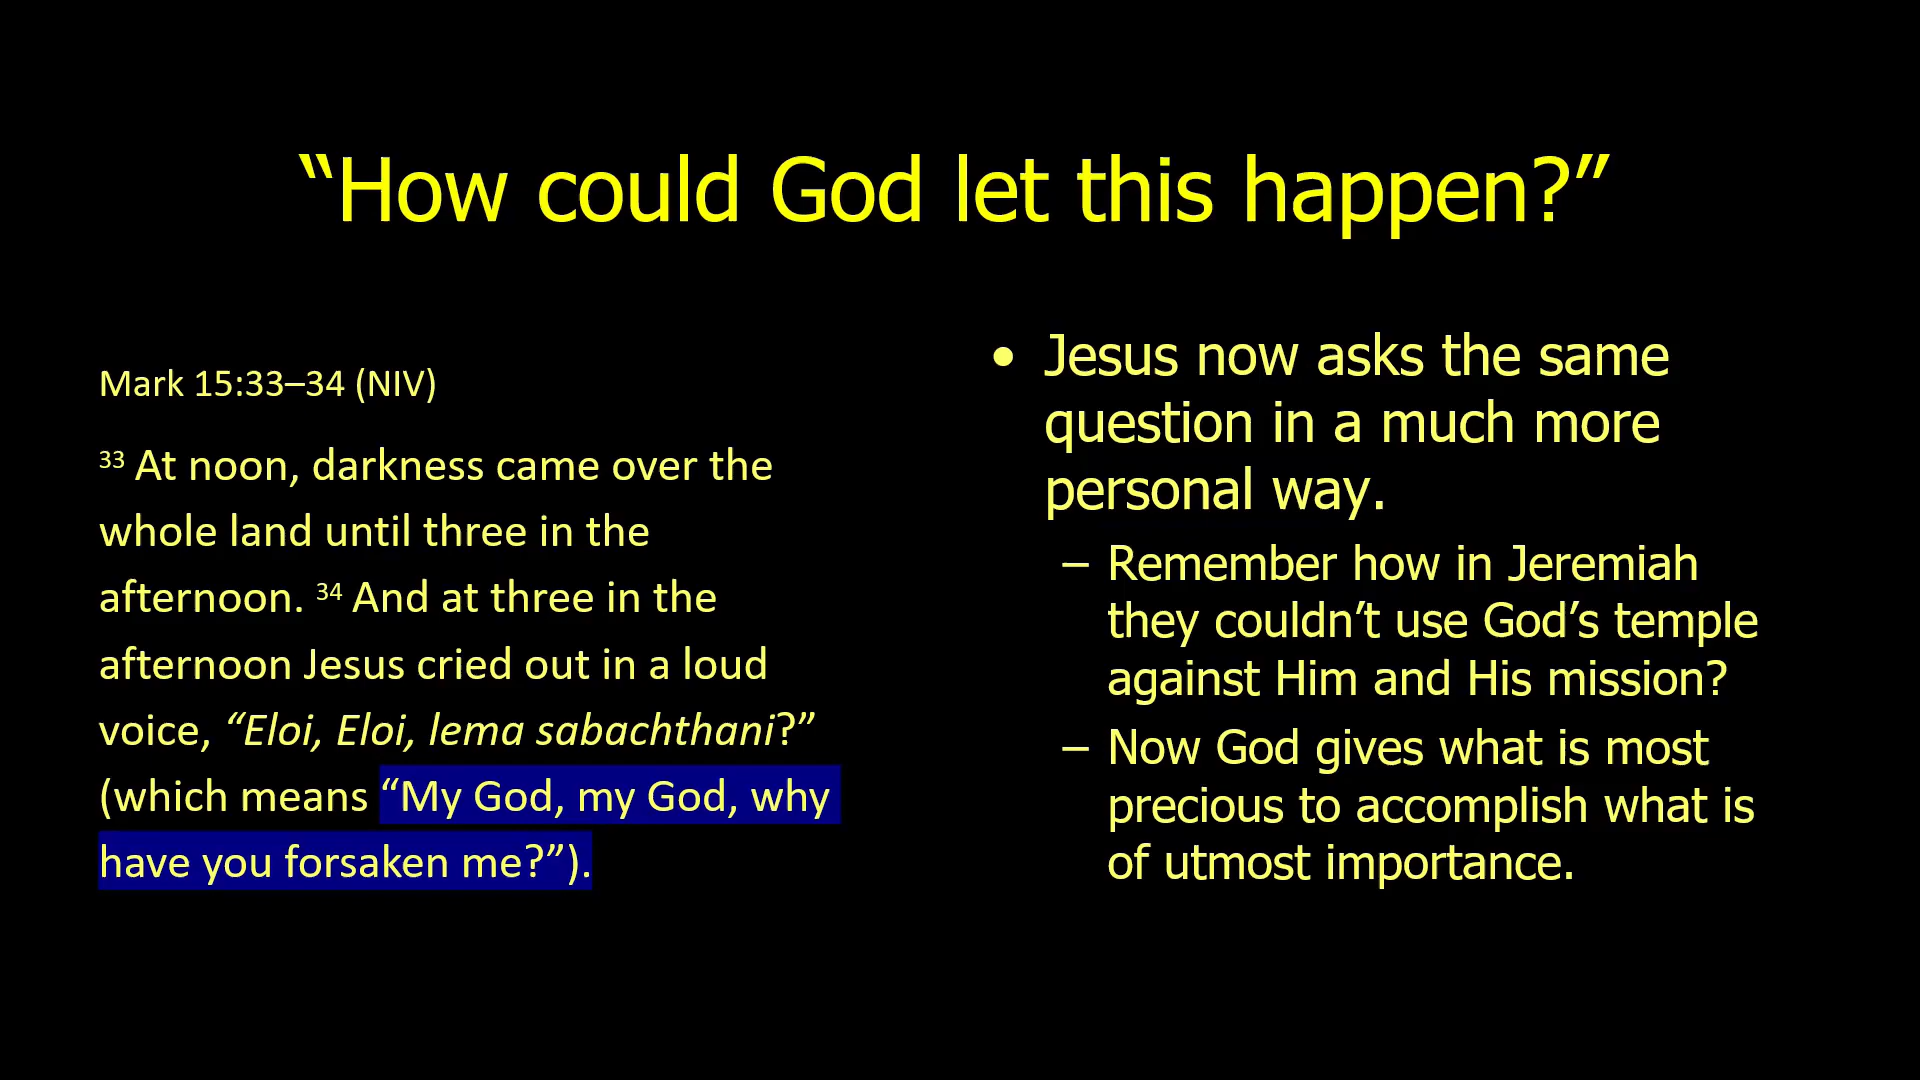 “How could God let this happen?”
Mark 15:33–34 (NIV)
33 At noon, darkness came over the
whole land until three in the
afternoon. 34 And at three in the
afternoon Jesus cried out in a loud
voice, “Eloi, Eloi, lema sabachthani?”
(which means “My God, my God, why
have you forsaken me?”).
• Jesus now asks the same
question in a much more
personal way.
– Remember how in Jeremiah
they couldn’t use God’s temple
against Him and His mission?
– Now God gives what is most
precious to accomplish what is
of utmost importance.